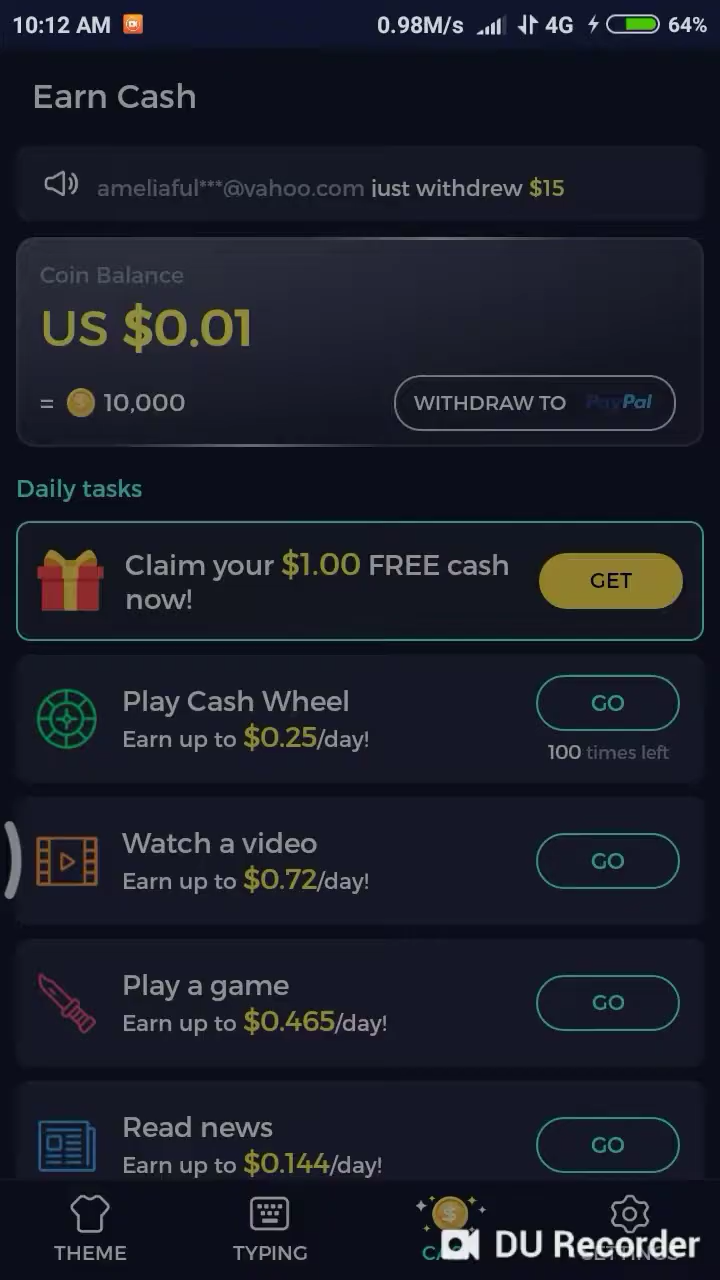 10:12 AM 0.98M/s 4G 64%
Earn Cash
ameliaful***@vahoo.com just withdrew $15
Coin Balance
US $0.01
= 10,000
WITHDRAW TO PayPal
Daily tasks
Claim your $1.00 FREE cash
now!
GET
Play Cash Wheel
Earn up to $0.25/day!
GO
100 times left
Watch a video
Earn up to $0.72/day!
GO
Play a game
Earn up to $0.465/day!
GO
Read news
Earn up to $0.144/day!
GO
THEME
TYPING
DU Recorder